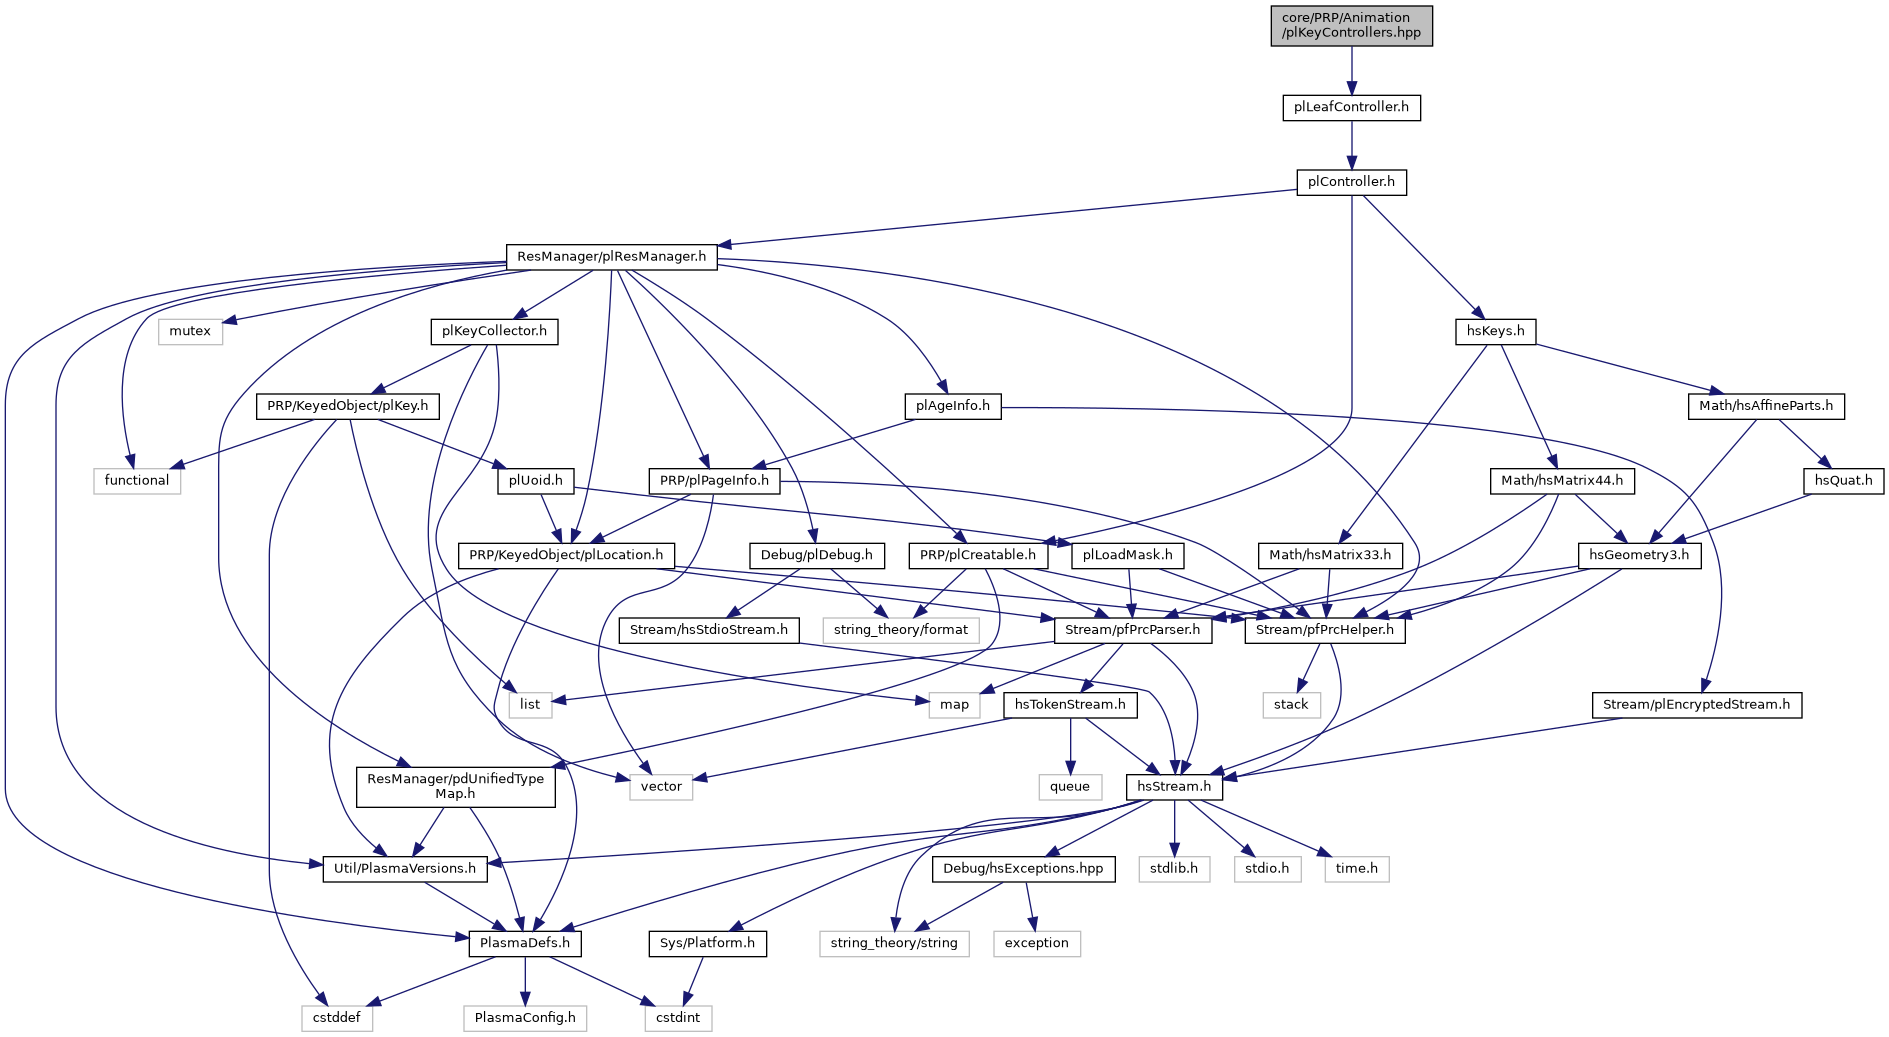 core/PRP/Animation
/plKeyControllers.hpp
plLeafController.h
plController.h
ResManager/plResManager.h
mutex
plKeyCollector.h
hsKeys.h
PRP/KeyedObject/plKey.h
plAgeInfo.h
Math/hsAffineParts.h
functional
plUoid.h
PRP/plPageInfo.h
Math/hsMatrix44.h
hsQuat.h
PRP/KeyedObject/plLocation.h
Debug/plDebug.h
PRP/plCreatable.h
plLoadMask.h
Math/hsMatrix33.h
hsGeometry3.h
Stream/hsStdioStream.h
string_theory/format
Stream/pfPrcParser.h
Stream/pfPrcHelper.h
list
map
hsTokenStream.h
stack
Stream/plEncryptedStream.h
ResManager/pdUnifiedType
Map.h
vector
queue
hsStream.h
Util/PlasmaVersions.h
Debug/hsExceptions.hpp
stdlib.h
stdio.h
time.h
PlasmaDefs.h
Sys/Platform.h
string_theory/string
exception
cstddef
PlasmaConfig.h
cstdint